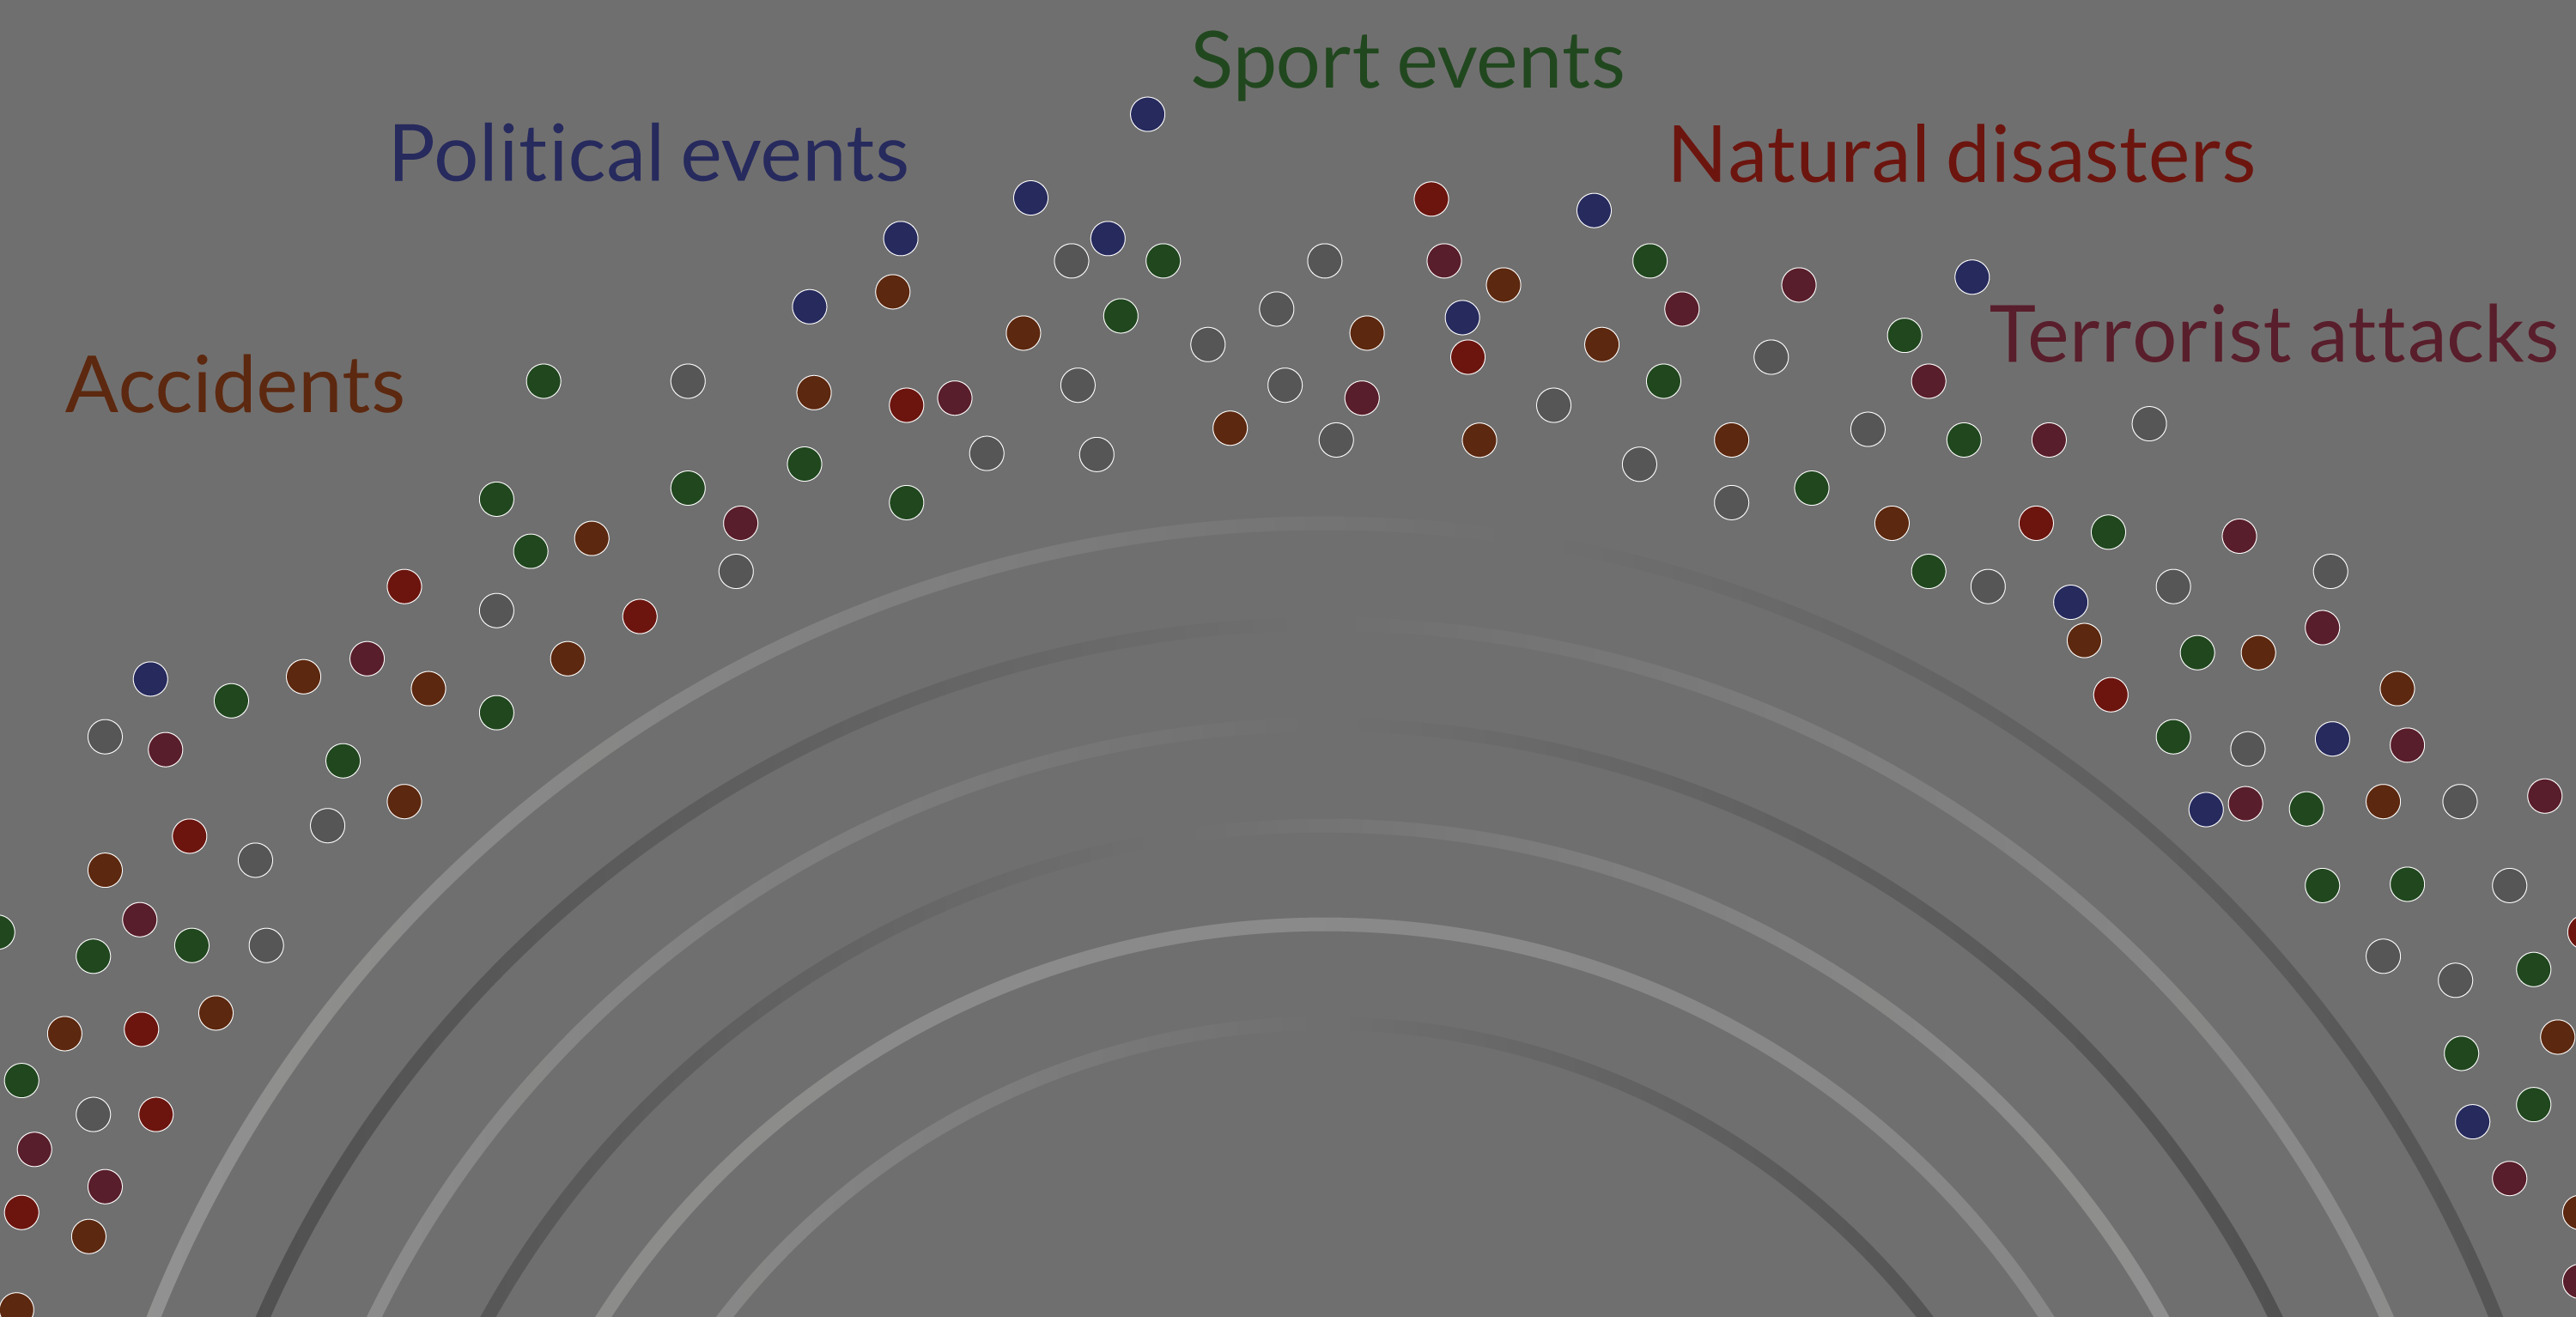 Sport events
Political events
Natural disasters
Terrorist attacks
Accidents